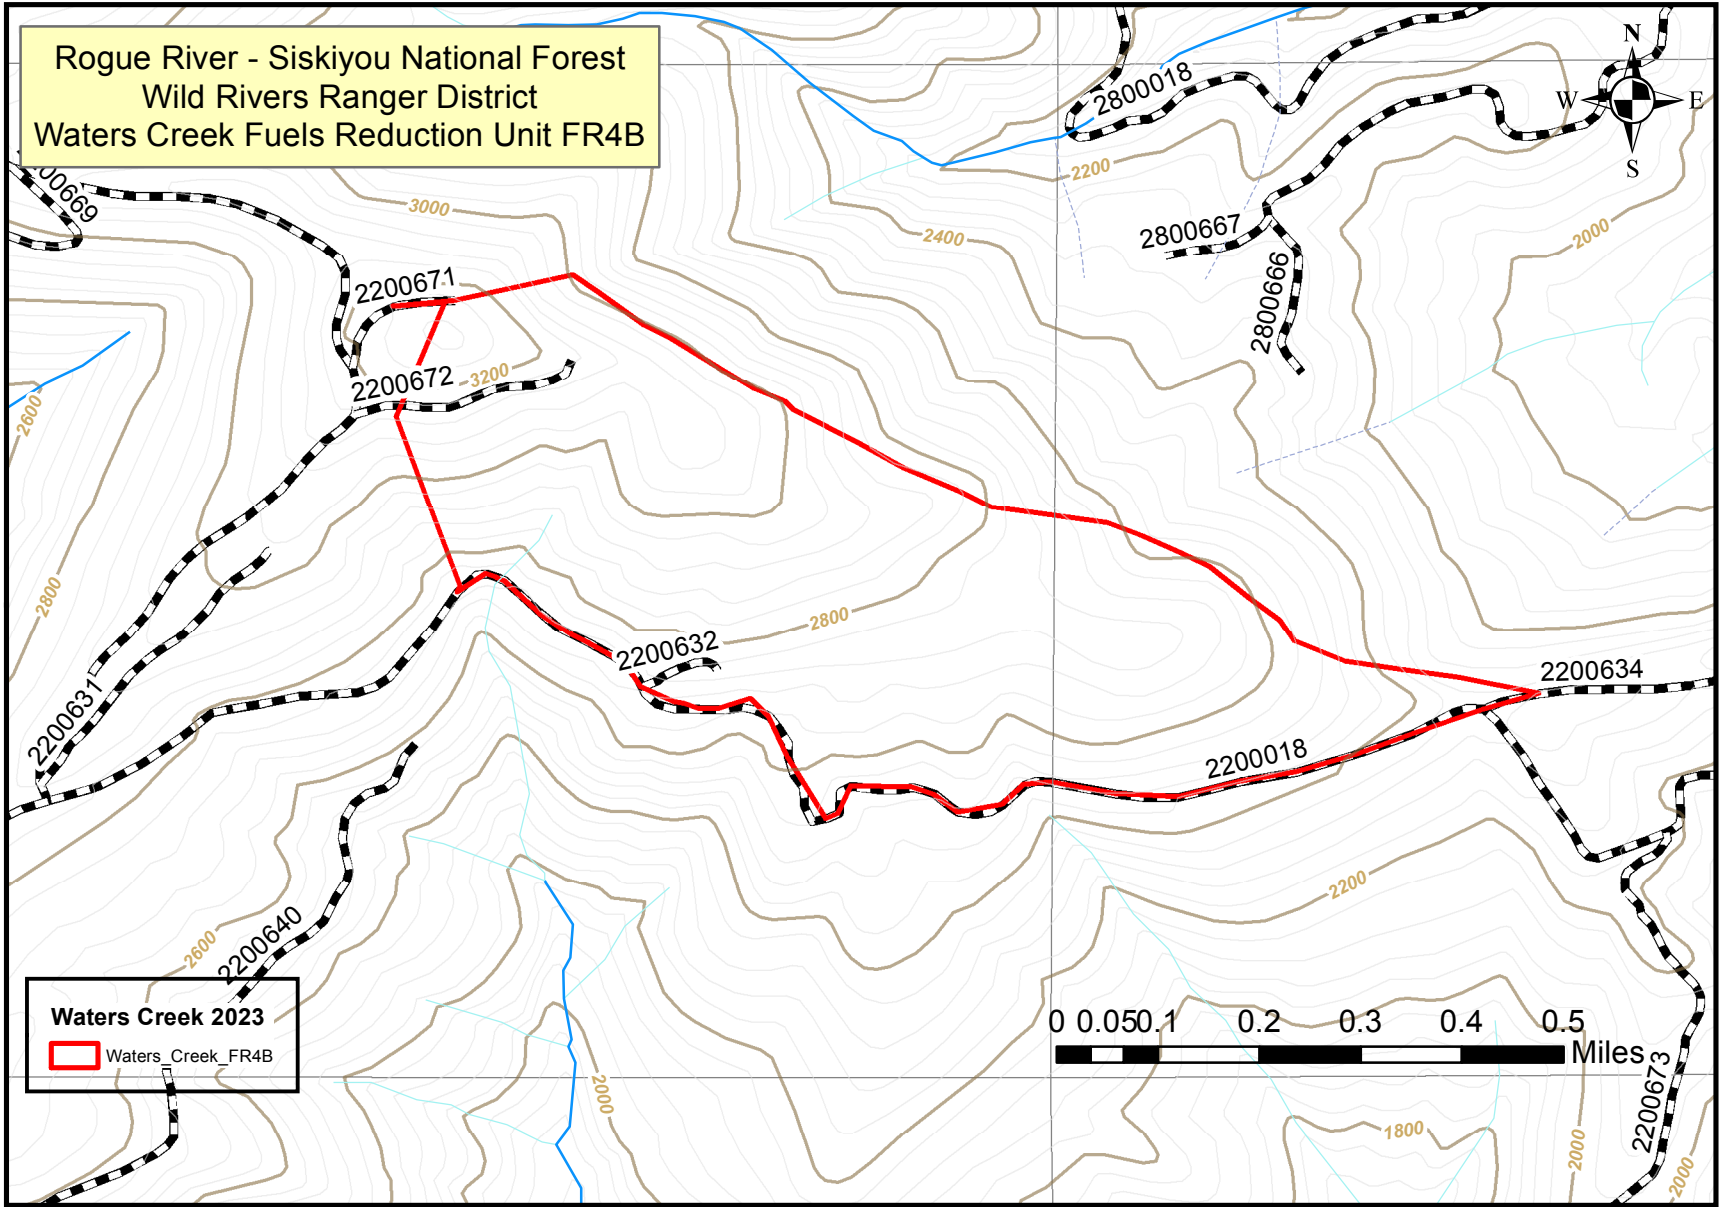 Rogue River - Siskiyou National Forest
Wild Rivers Ranger District
Waters Creek Fuels Reduction Unit FR4B
N
W
E
S
2800018
2200
3000
2400
2800667
2000
2800666
2200671
2200672
3200
2600
2800
2800
2200632
2200631
2200634
2200018
2200
2600
2200640
Waters Creek 2023
Waters_Creek_FR4B
0 0.05 0.1 0.2 0.3 0.4 0.5
Miles
2200673
2000
1800
2000
2000